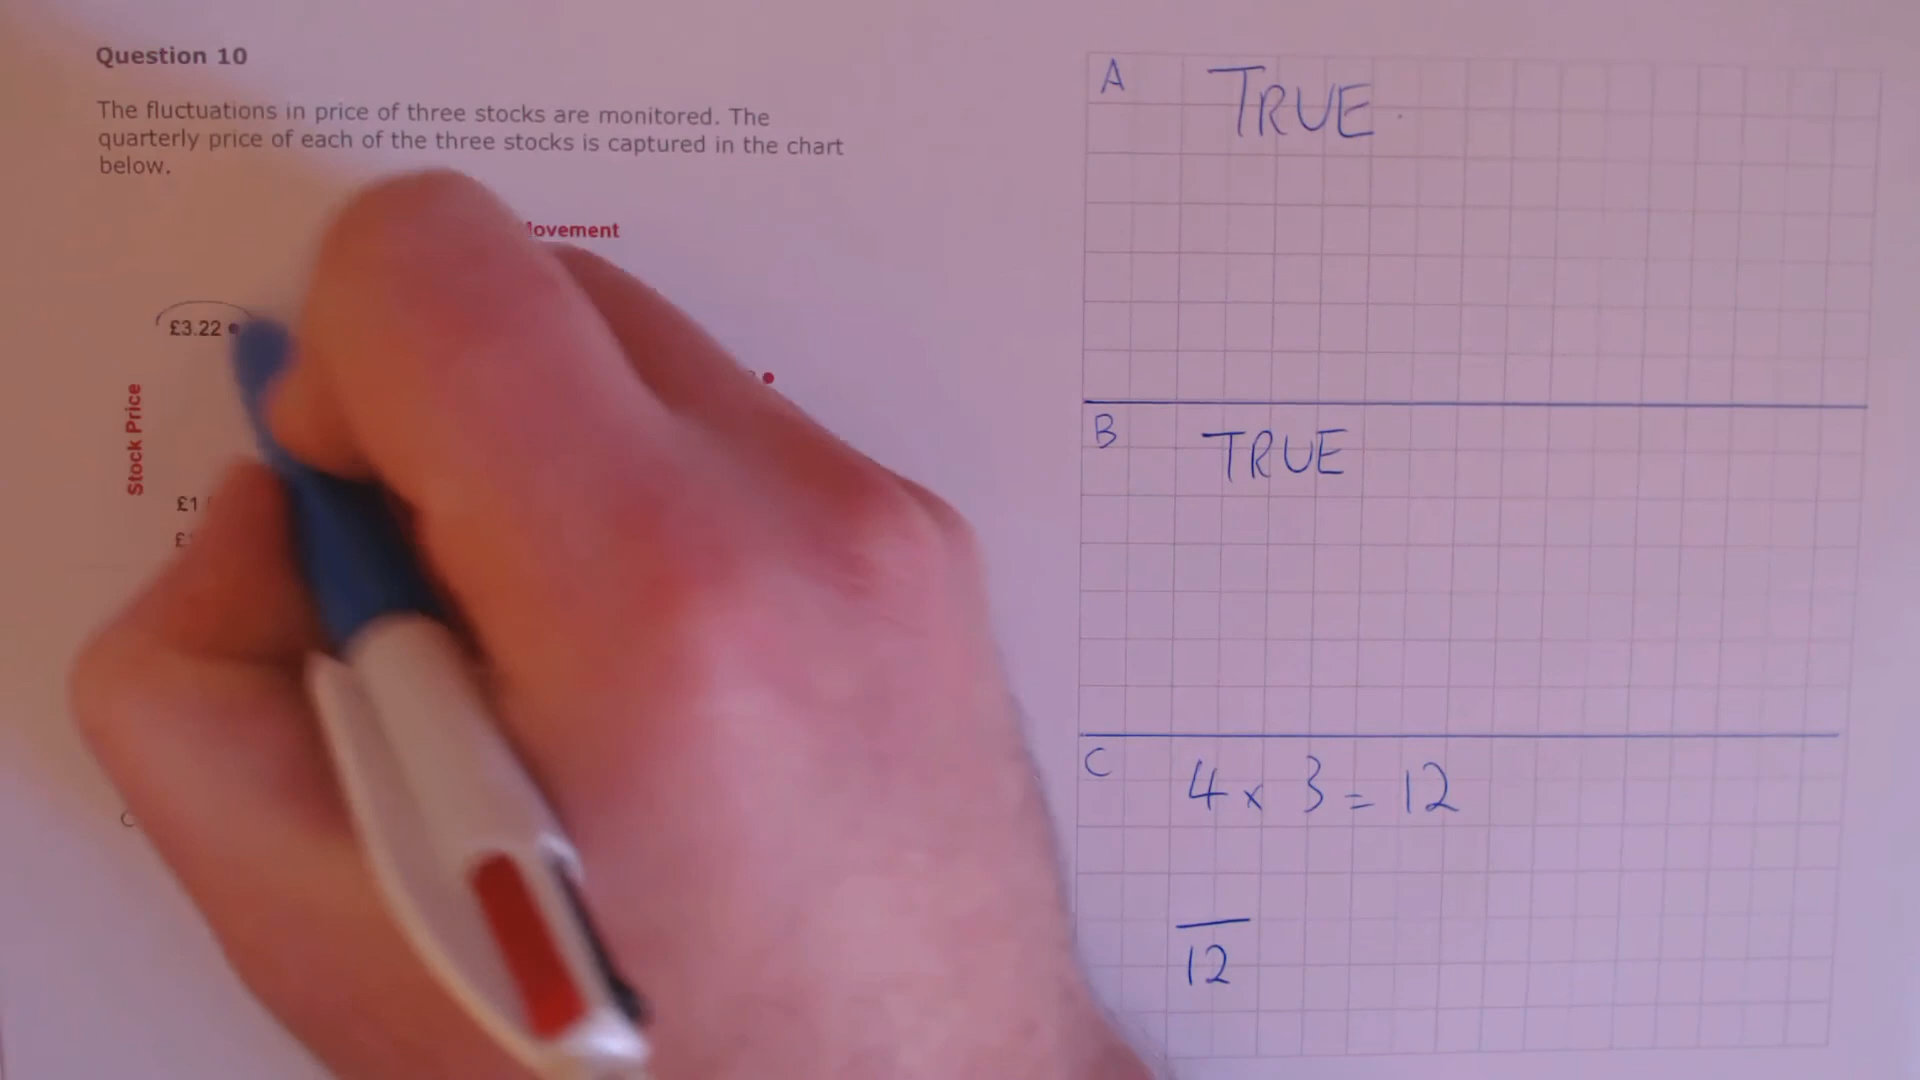 Question 10
The fluctuations in price of three stocks are monitored. The
quarterly price of each of the three stocks is captured in the chart
below.
£3.22
Stock Price
A
TRUE
B
TRUE
C
4 x 3 = 12
12